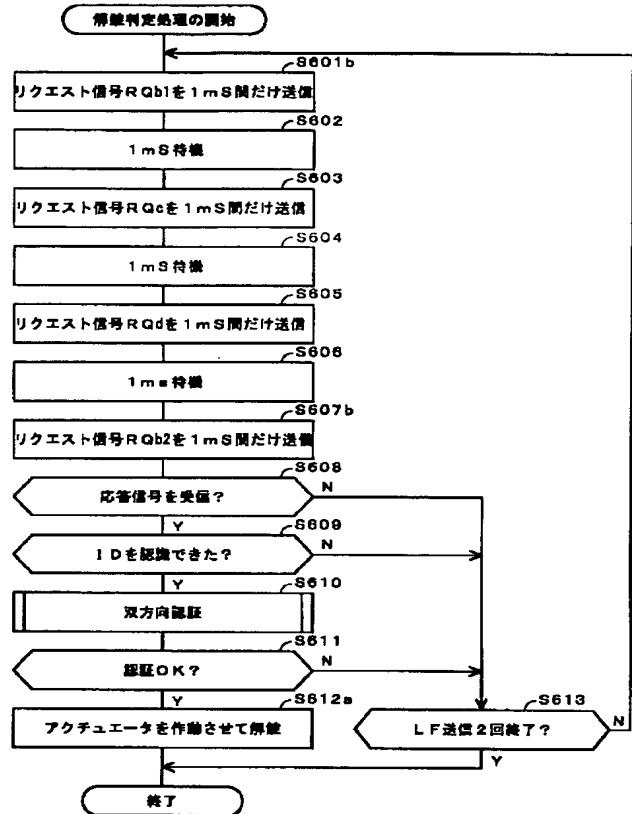 解錠判定処理の開始
S601b
リクエスト信号RQb1を1mS間だけ送信
S602
1mS待機
S603
リクエスト信号RQcを1mS間だけ送信
S604
1mS待機
S605
リクエスト信号RQdを1mS間だけ送信
S606
1ms待機
S607b
リクエスト信号RQb2を1mS間だけ送信
S608
応答信号を受信?
N
Y
S609
IDを認識できた?
N
Y
S610
双方向認証
S611
認証OK?
N
Y
S612a
アクチュエータを作動させて解錠
S613
LF送信2回終了?
N
Y
終了